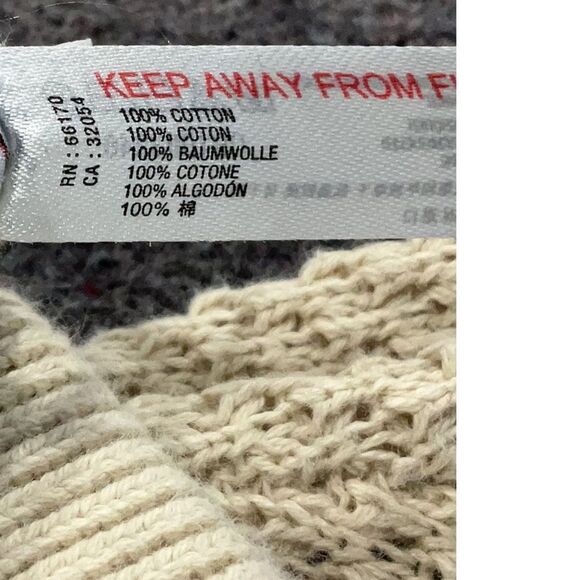 KEEP AWAY FROM
RN : 66170
CA : 32054
100% COTTON
100% COTON
100% BAUMWOLLE
100% COTONE
100% ALGODÓN
100% 棉